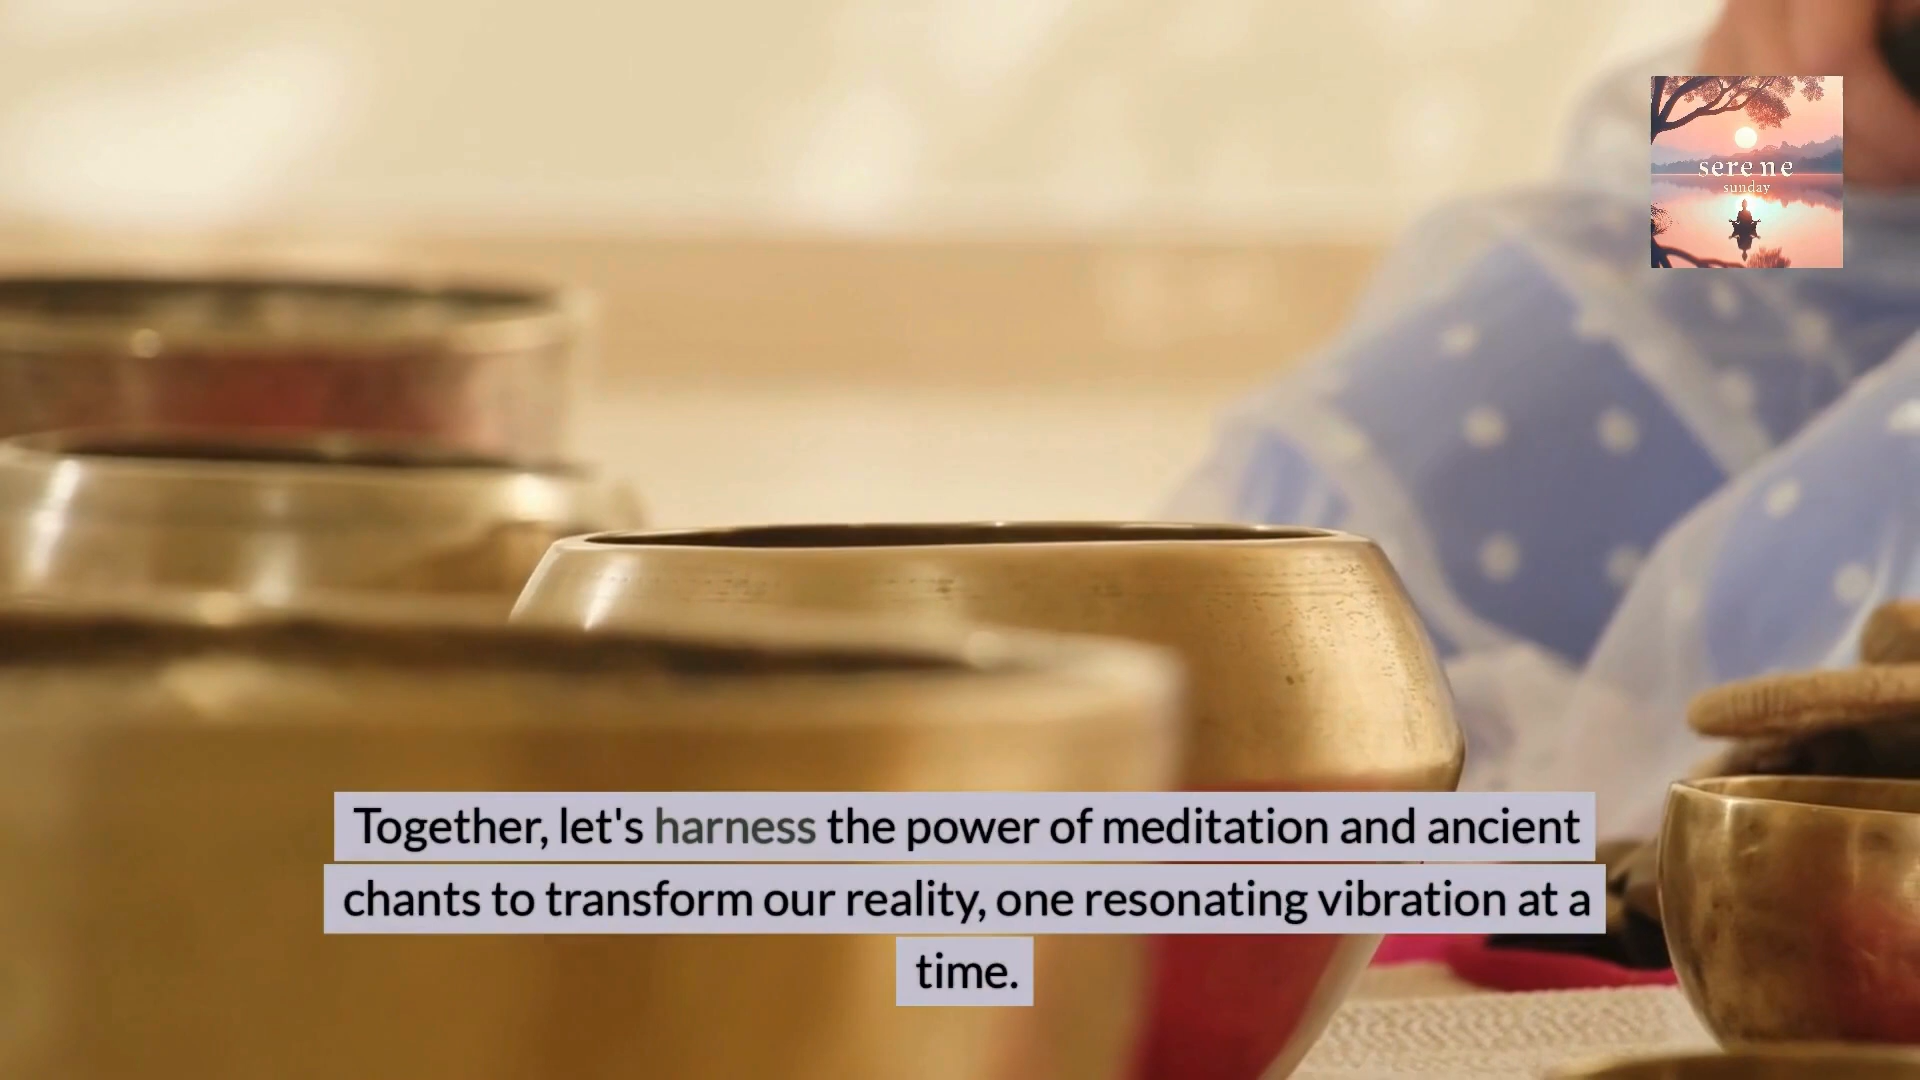 serene
sunday
Together, let's harness the power of meditation and ancient
chants to transform our reality, one resonating vibration at a
time.